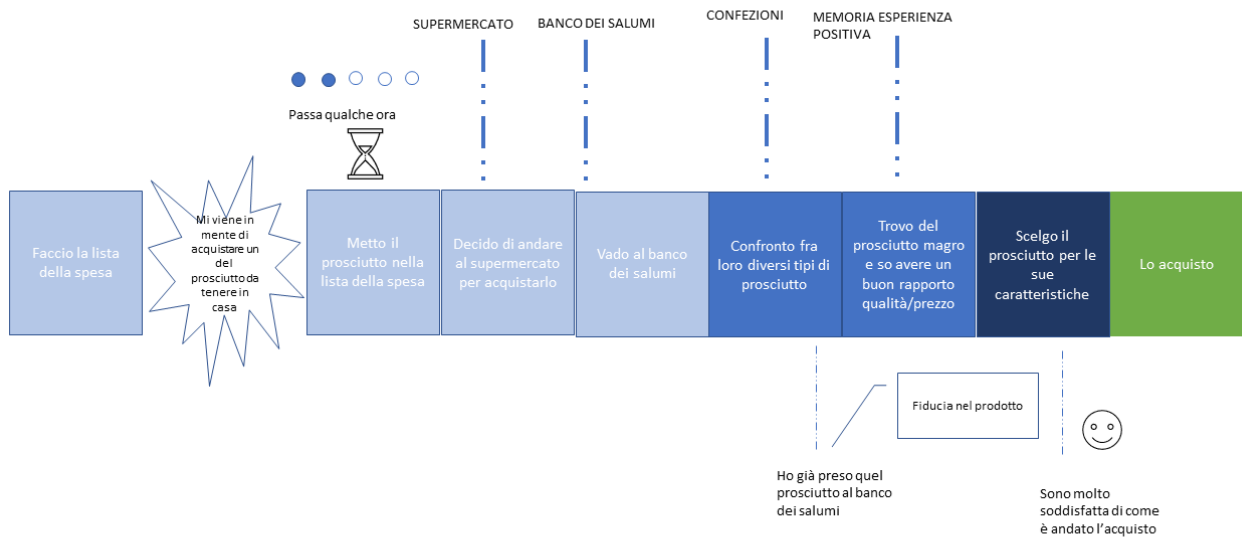 SUPERMERCATO
BANCO DEI SALUMI
CONFEZIONI
MEMORIA ESPERIENZA
POSITIVA
Passa qualche ora
Faccio la lista
della spesa
Mi viene in
mente di
acquistare un
del
prosciutto da
tenere in
casa
Metto il
prosciutto nella
lista della spesa
Decido di andare
al supermercato
per acquistarlo
Vado al banco
dei salumi
Confronto fra
loro diversi tipi di
prosciutto
Trovo del
prosciutto magro
e so avere un
buon rapporto
qualità/prezzo
Scelgo il
prosciutto per le
sue
caratteristiche
Lo acquisto
Fiducia nel prodotto
Ho già preso quel
prosciutto al banco
dei salumi
Sono molto
soddisfatta di come
è andato l'acquisto